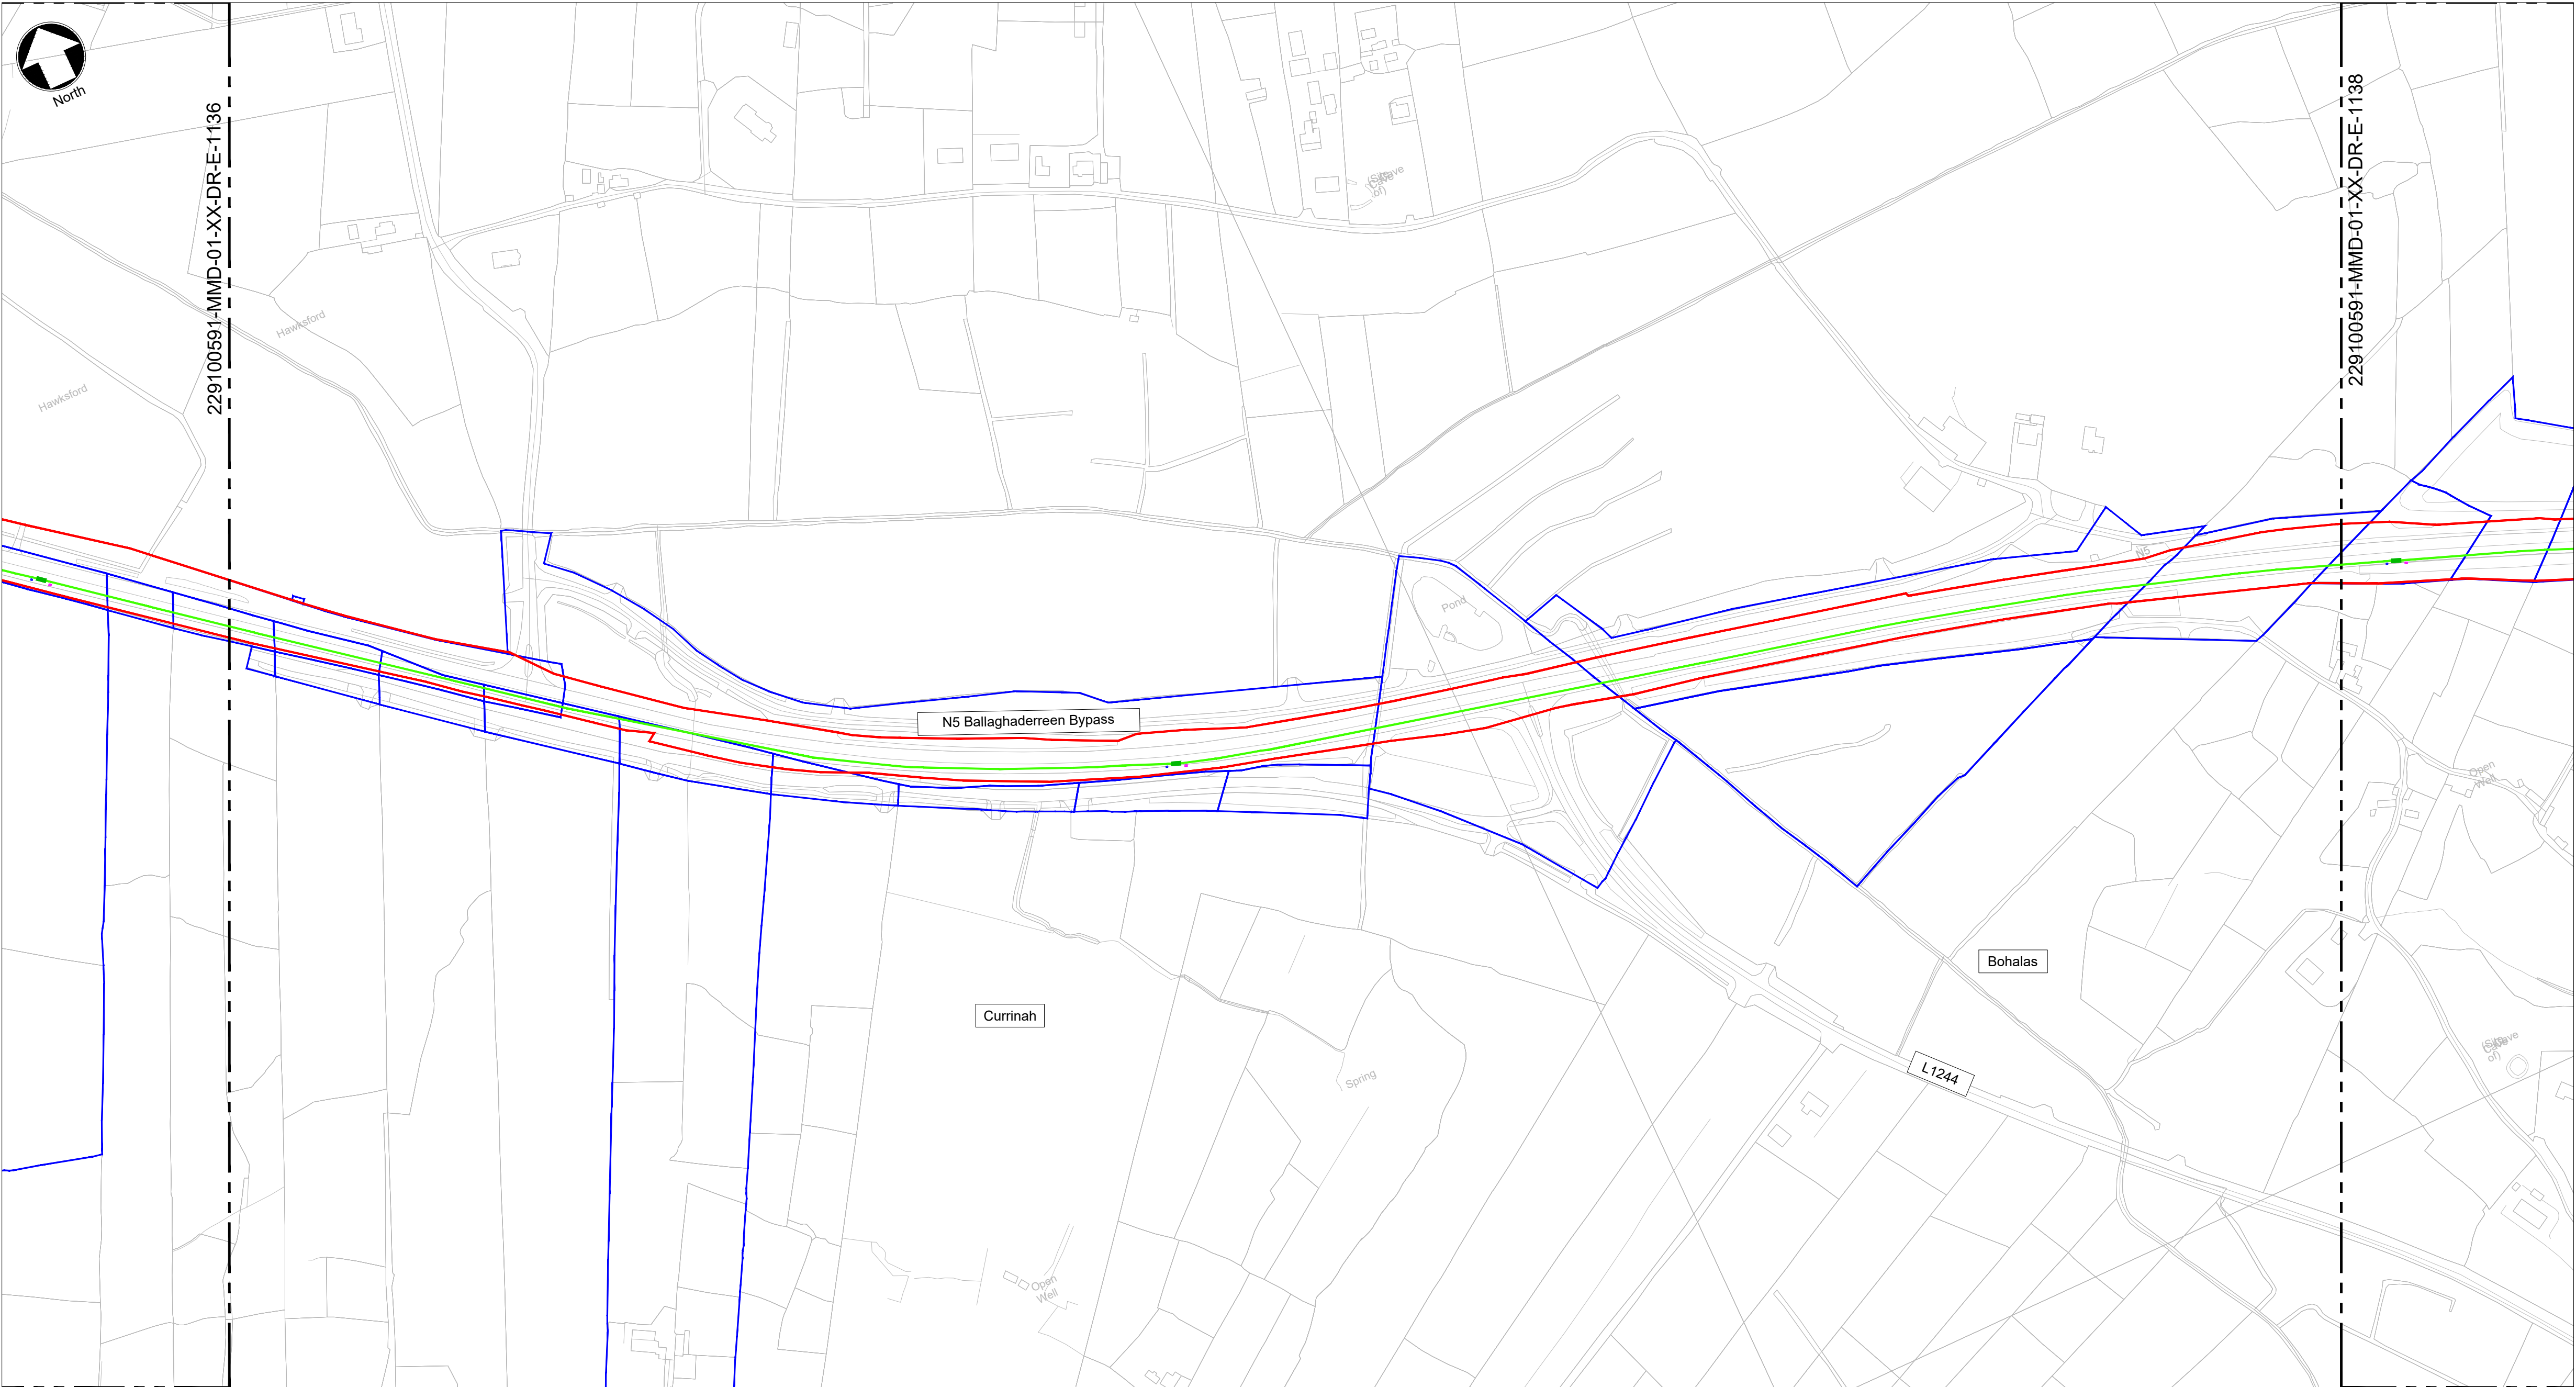 North
229100591-MMD-01-XX-DR-E-1136
229100591-MMD-01-XX-DR-E-1138
Hawksford
Hawksford
Pond
N5
N5 Ballaghaderreen Bypass
Open
Well
Bohalas
Currinah
L1244
Spring
Open
Well